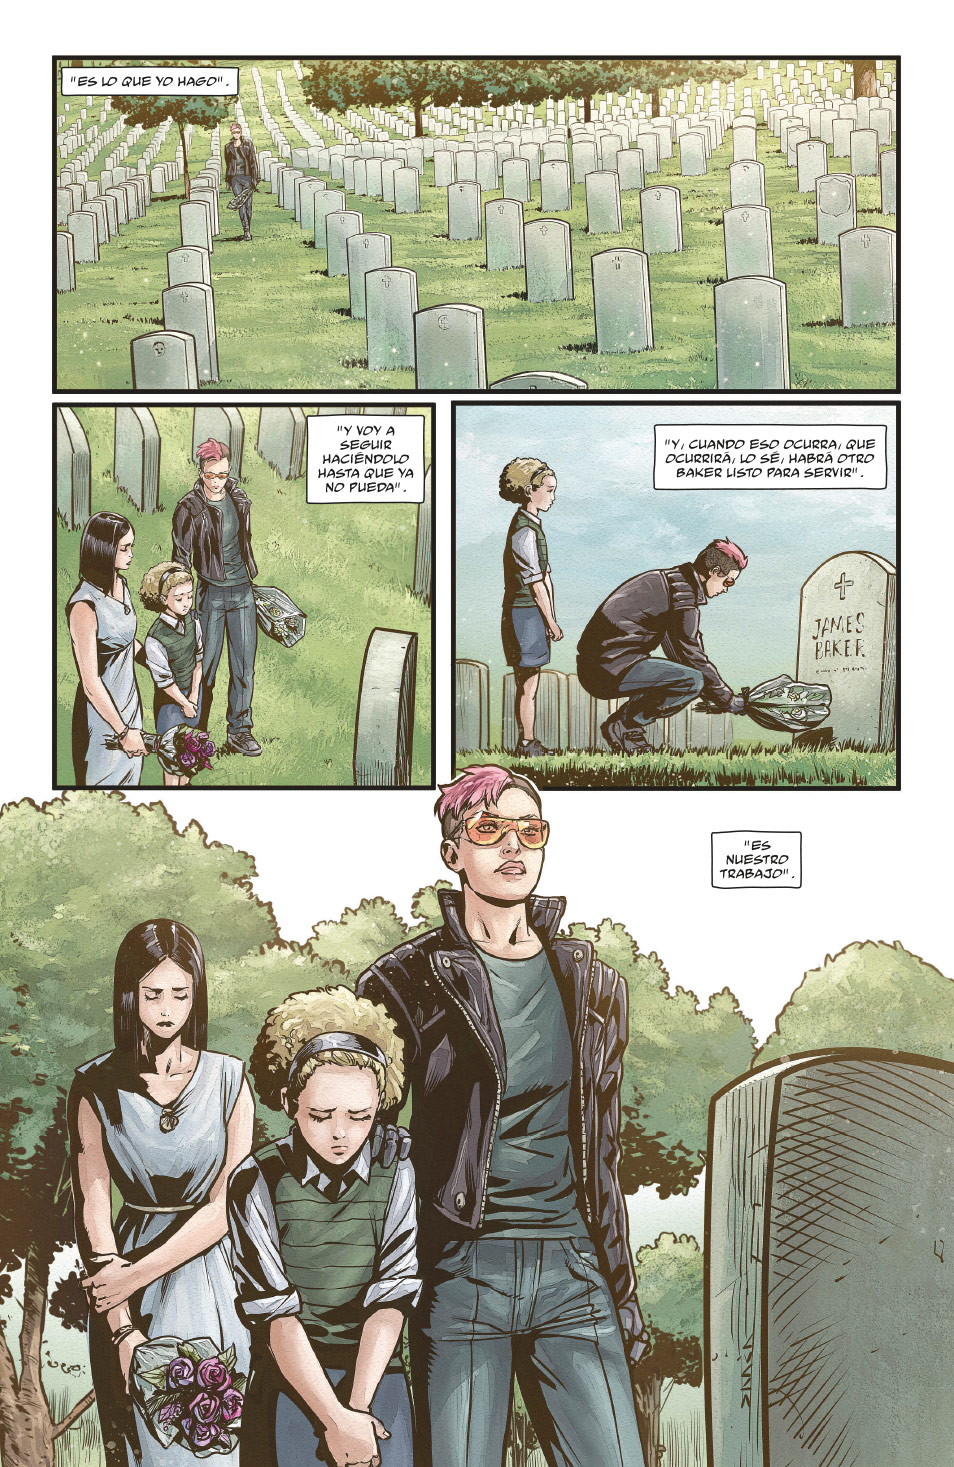 "ES LO QUE YO HAGO".
"Y VOY A
SEGUIR
HACIÉNDOLO
HASTA QUE YA
NO PUEDA".
"Y, CUANDO ESO OCURRA, QUE
OCURRIRÁ, LO SÉ, HABRÁ OTRO
BAKER LISTO PARA SERVIR".
JAMES
BAKER
"ES
NUESTRO
TRABAJO".